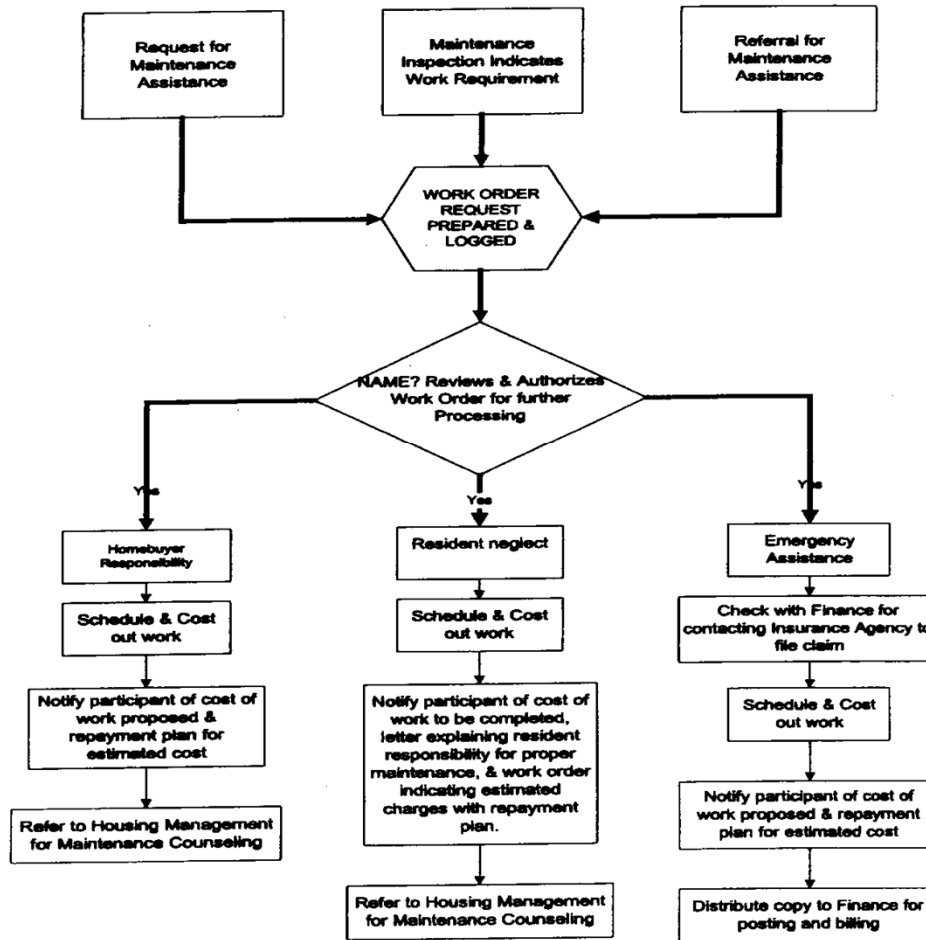 Request for
Maintenance
Assistance
Maintenance
Inspection Indicates
Work Requirement
Referral for
Maintenance
Assistance
WORK ORDER
REQUEST
PREPARED &
LOGGED
NAME? Reviews & Authorizes
Work Order for further
Processing
Yes
Yes
Yes
Homebuyer
Responsibility
Schedule & Cost
out work
Notify participant of cost of
work proposed &
repayment plan for
estimated cost
Refer to Housing Management
for Maintenance Counseling
Resident neglect
Schedule & Cost
out work
Notify participant of cost of
work to be completed,
letter explaining resident
responsibility for proper
maintenance, & work order
indicating estimated
charges with repayment
plan.
Refer to Housing Management
for Maintenance Counseling
Emergency
Assistance
Check with Finance for
contacting Insurance Agency to
file claim
Schedule & Cost
out work
Notify participant of cost of
work proposed & repayment
plan for estimated cost
Distribute copy to Finance for
posting and billing